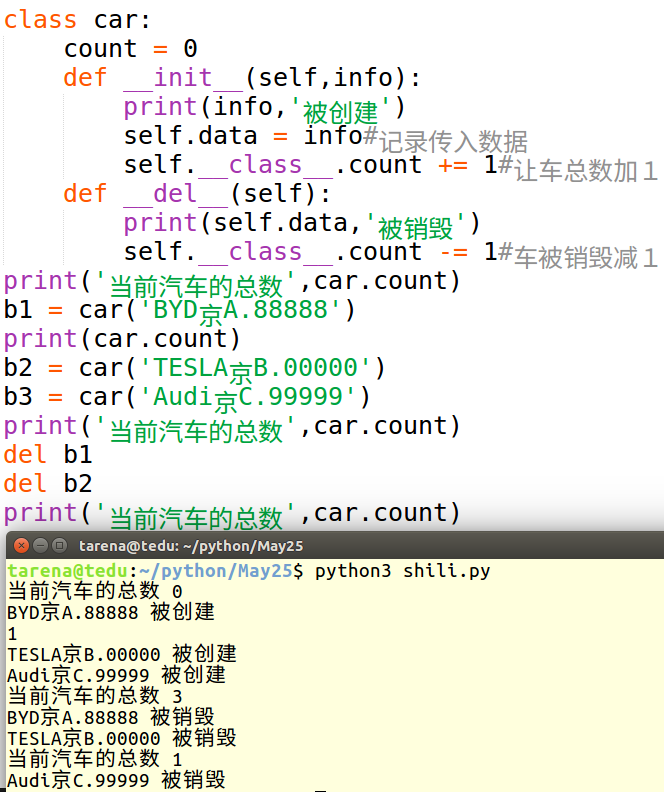 class car:
    count = 0
    def __init__(self,info):
        print(info,'被创建')
        self.data = info#记录传入数据
        self.__class__.count += 1#让车总数加１
    def __del__(self):
        print(self.data,'被销毁')
        self.__class__.count -= 1#车被销毁减１
print('当前汽车的总数',car.count)
b1 = car('BYD京A.88888')
print(car.count)
b2 = car('TESLA京B.00000')
b3 = car('Audi京C.99999')
print('当前汽车的总数',car.count)
del b1
del b2
print('当前汽车的总数',car.count)
tarena@tedu: ~/python/May25
tarena@tedu:~/python/May25$ python3 shili.py
当前汽车的总数 0
BYD京A.88888 被创建
1
TESLA京B.00000 被创建
Audi京C.99999 被创建
当前汽车的总数 3
BYD京A.88888 被销毁
TESLA京B.00000 被销毁
当前汽车的总数 1
Audi京C.99999 被销毁